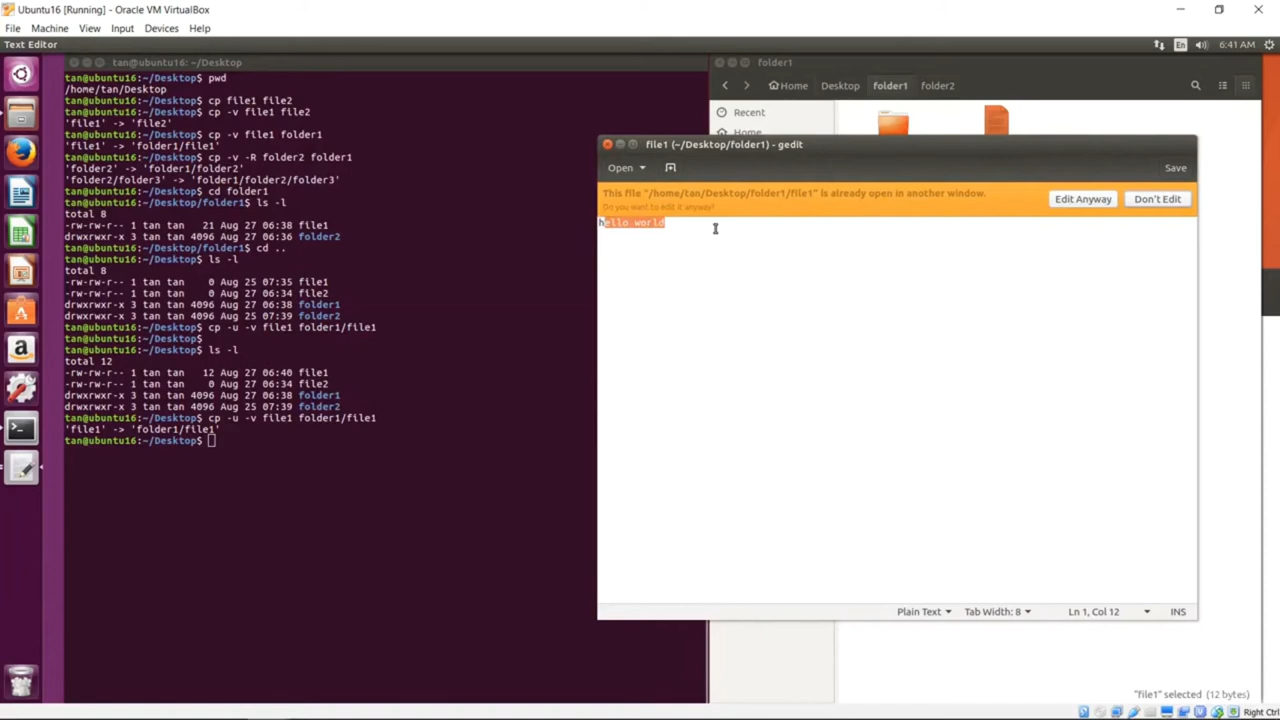 Ubuntu16 [Running] - Oracle VM VirtualBox
File Machine View Input Devices Help
Text Editor
En
6:41 AM
tan@ubuntu16: ~/Desktop
tan@ubuntu16:~/Desktop$ pwd
/home/tan/Desktop
tan@ubuntu16:~/Desktop$ cp file1 file2
tan@ubuntu16:~/Desktop$ cp -v file1 file2
'file1' -> 'file2'
tan@ubuntu16:~/Desktop$ cp -v file1 folder1
'file1' -> 'folder1/file1'
tan@ubuntu16:~/Desktop$ cp -v -R folder2 folder1
'folder2' -> 'folder1/folder2'
'folder2/folder3' -> 'folder1/folder2/folder3'
tan@ubuntu16:~/Desktop$ cd folder1
tan@ubuntu16:~/Desktop/folder1$ ls -l
total 8
-rw-rw-r-- 1 tan tan 21 Aug 27 06:38 file1
drwxrwxr-x 3 tan tan 4096 Aug 27 06:36 folder2
tan@ubuntu16:~/Desktop/folder1$ cd ..
tan@ubuntu16:~/Desktop$ ls -l
total 8
-rw-rw-r-- 1 tan tan 0 Aug 25 07:35 file1
-rw-rw-r-- 1 tan tan 0 Aug 27 06:34 file2
drwxrwxr-x 3 tan tan 4096 Aug 27 06:38 folder1
drwxrwxr-x 3 tan tan 4096 Aug 25 07:39 folder2
tan@ubuntu16:~/Desktop$ cp -u -v file1 folder1/file1
tan@ubuntu16:~/Desktop$
tan@ubuntu16:~/Desktop$ ls -l
total 12
-rw-rw-r-- 1 tan tan 12 Aug 27 06:40 file1
-rw-rw-r-- 1 tan tan 0 Aug 27 06:34 file2
drwxrwxr-x 3 tan tan 4096 Aug 27 06:38 folder1
drwxrwxr-x 3 tan tan 4096 Aug 25 07:39 folder2
tan@ubuntu16:~/Desktop$ cp -u -v file1 folder1/file1
'file1' -> 'folder1/file1'
tan@ubuntu16:~/Desktop$
folder1
Home Desktop folder1 folder2
Recent
Home
file1 (~/Desktop/folder1) - gedit
Open Save
This file "/home/tan/Desktop/folder1/file1" is already open in another window.
Do you want to edit it anyway?
Edit Anyway Don't Edit
hello world
Plain Text Tab Width: 8 Ln 1, Col 12 INS
"file1" selected (12 bytes)
Right Ctrl